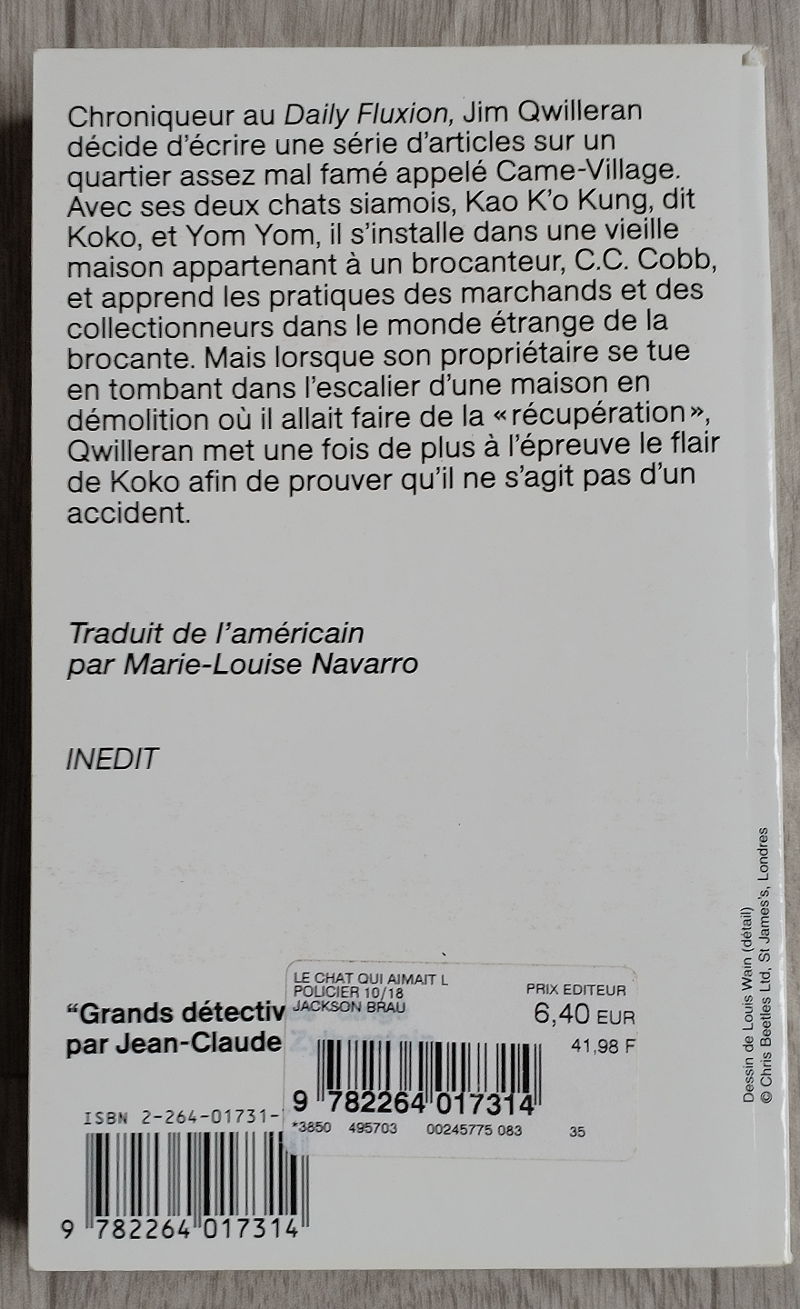 Chroniqueur au Daily Fluxion, Jim Qwilleran
décide d'écrire une série d'articles sur un
quartier assez mal famé appelé Came-Village.
Avec ses deux chats siamois, Kao K'o Kung, dit
Koko, et Yom Yom, il s'installe dans une vieille
maison appartenant à un brocanteur, C.C. Cobb,
et apprend les pratiques des marchands et des
collectionneurs dans le monde étrange de la
brocante. Mais lorsque son propriétaire se tue
en tombant dans l'escalier d'une maison en
démolition où il allait faire de la «récupération»,
Qwilleran met une fois de plus à l'épreuve le flair
de Koko afin de prouver qu'il ne s'agit pas d'un
accident.
Traduit de l'américain
par Marie-Louise Navarro
INEDIT
"Grands détectiv
par Jean-Claude
ISBN 2-264-01731-
9 782264 017314
LE CHAT QUI AIMAIT L
POLICIER 10/18
JACKSON BRAU
PRIX EDITEUR
6,40 EUR
41,98 F
9 782264 017314
*3850 495703 00245775 083 35
Dessin de Louis Wain (détail)
© Chris Beetles Ltd, St James's, Londres